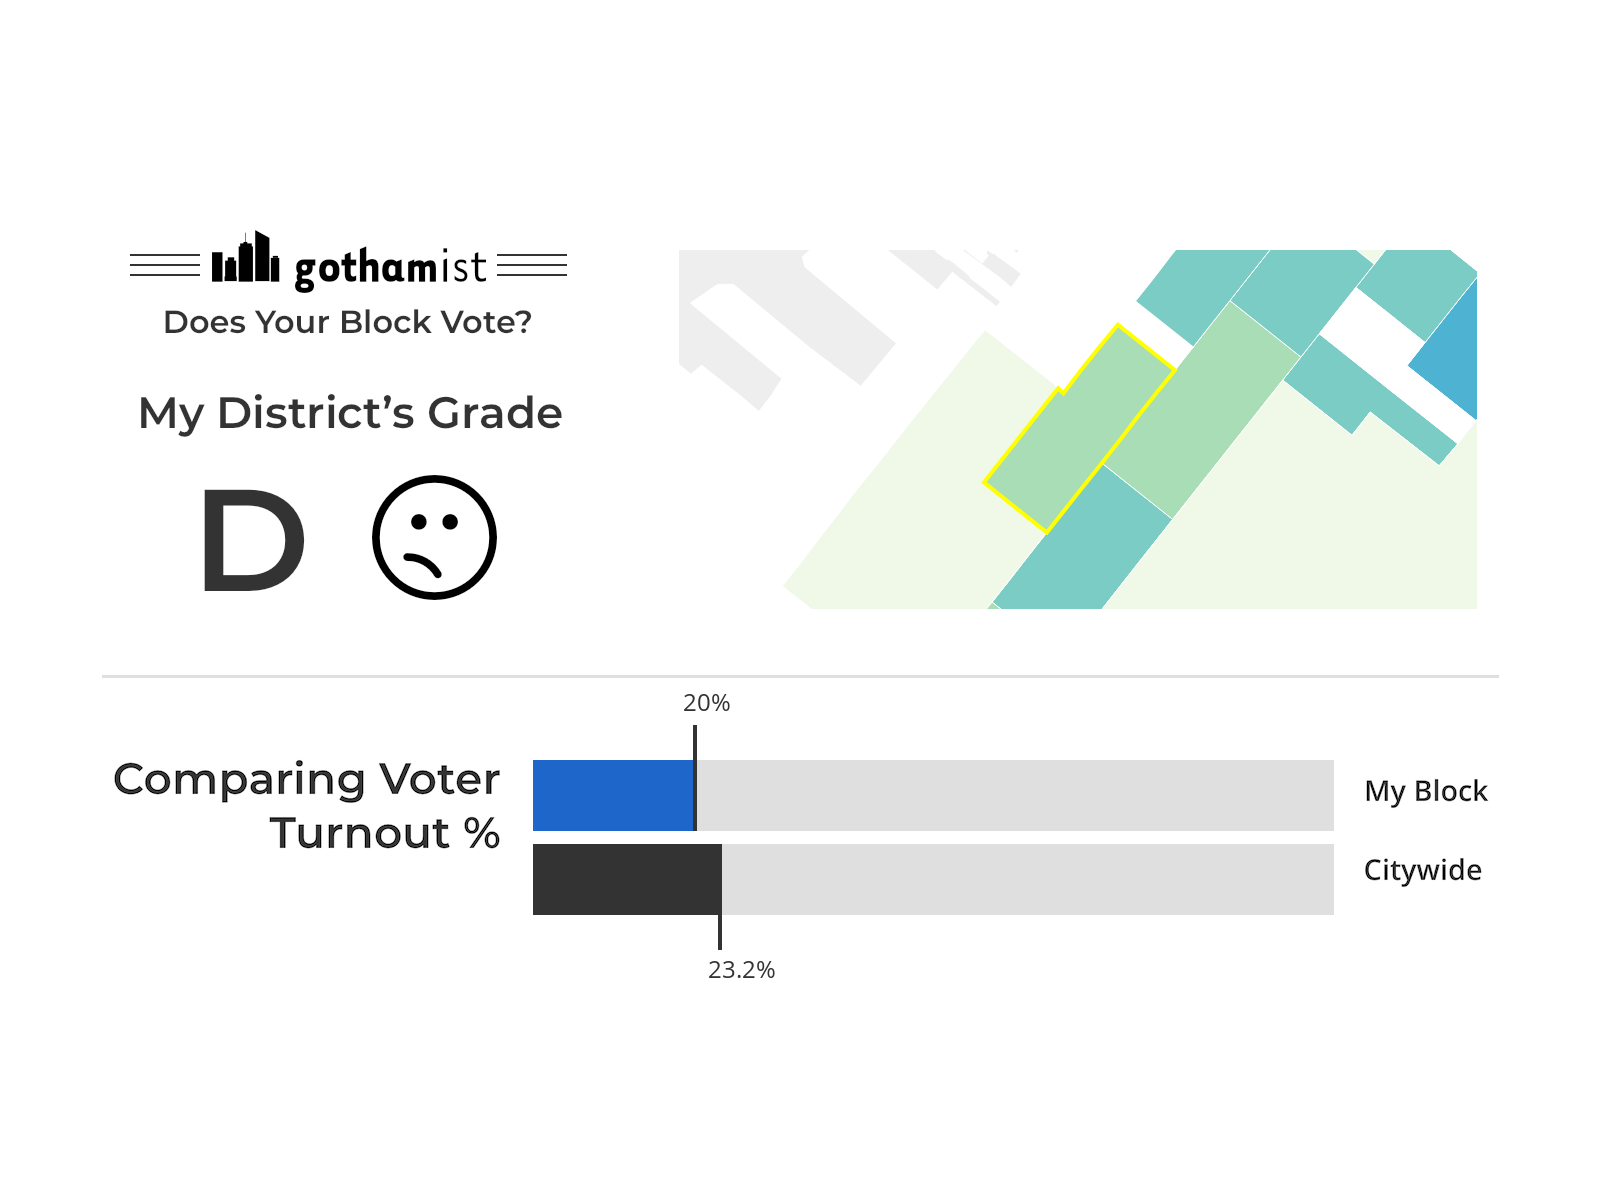 gothamist
Does Your Block Vote?
My District’s Grade
D
20%
Comparing Voter
Turnout %
My Block
Citywide
23.2%